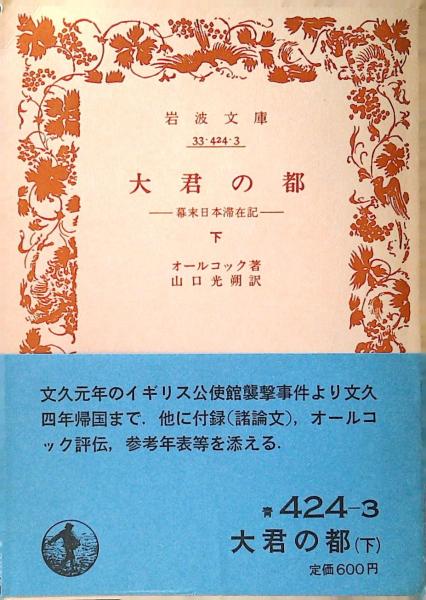 岩波文庫
33-424-3
大君の都
──幕末日本滞在記──
下
オールコック著
山口光朔訳
文久元年のイギリス公使館襲撃事件より文久
四年帰国まで．他に付録(諸論文)，オールコ
ック評伝，参考年表等を添える．
青 424-3
大君の都(下)
定価600円